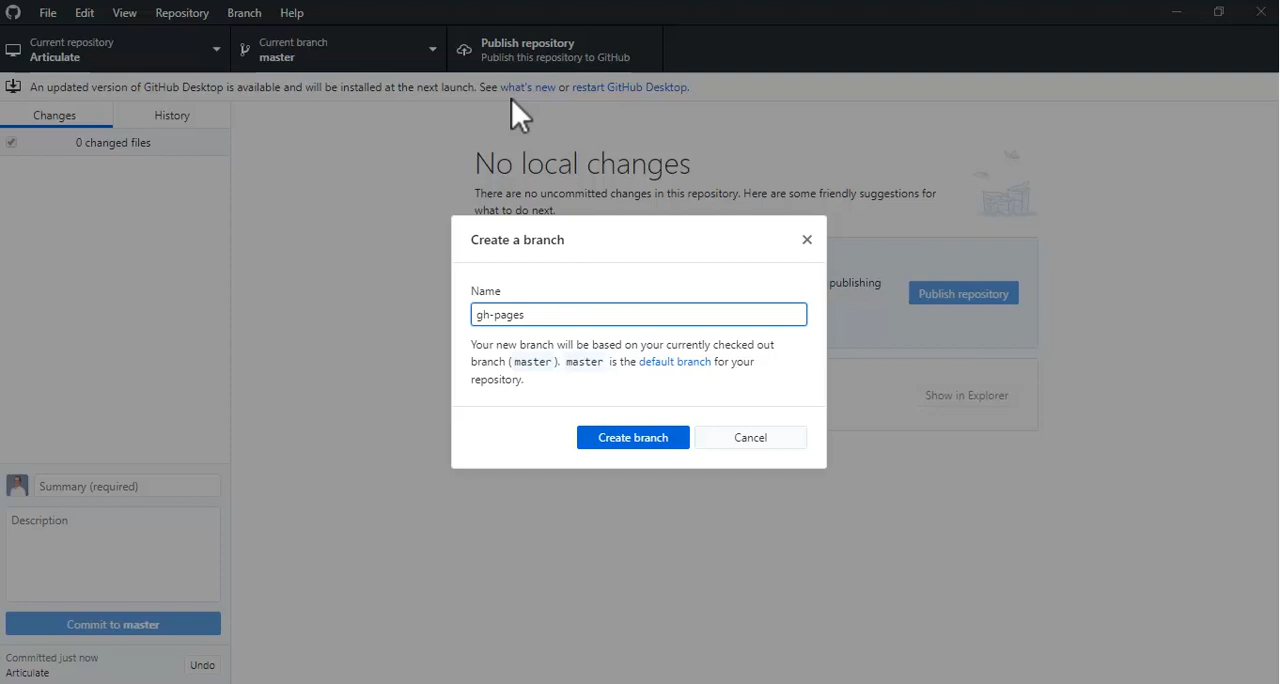 File Edit View Repository Branch Help
Current repository
Articulate
Current branch
master
Publish repository
Publish this repository to GitHub
An updated version of GitHub Desktop is available and will be installed at the next launch. See what's new or restart GitHub Desktop.
Changes
History
0 changed files
No local changes
There are no uncommitted changes in this repository. Here are some friendly suggestions for
what to do next.
Create a branch
Name
gh-pages
Your new branch will be based on your currently checked out
branch (master). master is the default branch for your
repository.
Create branch
Cancel
publishing
Publish repository
Show in Explorer
Summary (required)
Description
Commit to master
Committed just now
Articulate
Undo